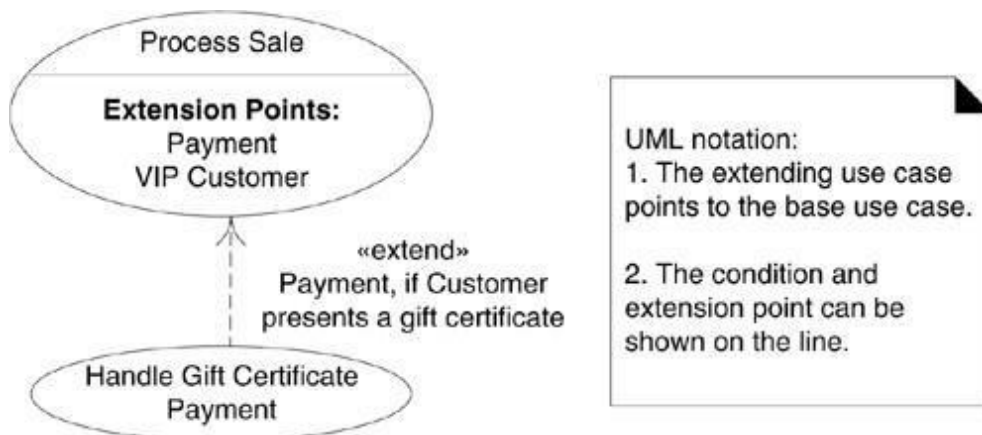 Process Sale
Extension Points:
Payment
VIP Customer
«extend»
Payment, if Customer
presents a gift certificate
Handle Gift Certificate
Payment
UML notation:
1. The extending use case
points to the base use case.
2. The condition and
extension point can be
shown on the line.